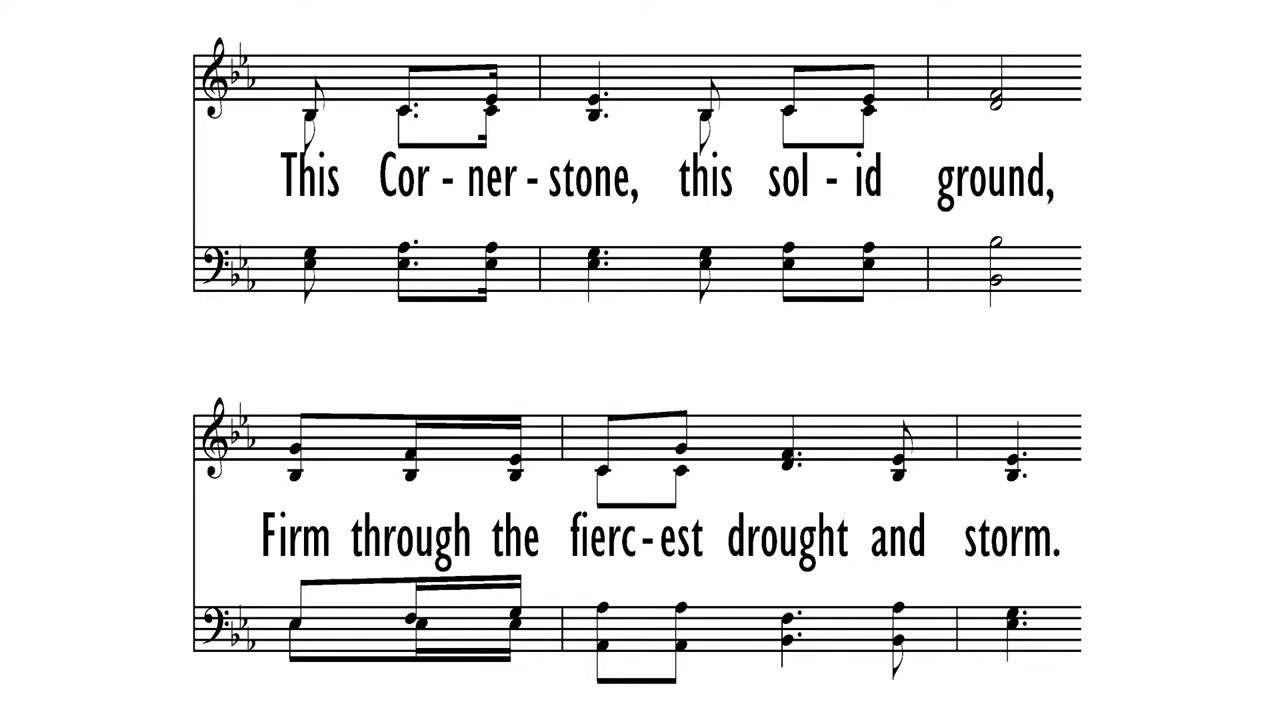 This Cor - ner - stone, this sol - id ground,
Firm through the fierc - est drought and storm.